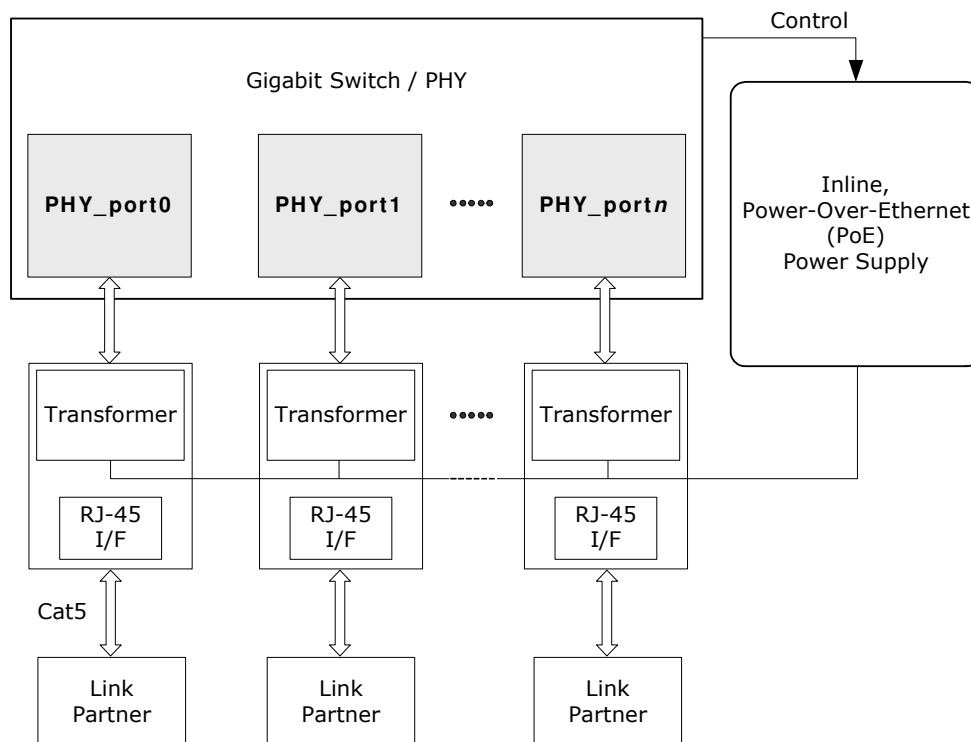 Control
Gigabit Switch / PHY
PHY_port0
PHY_port1
PHY_portn
Inline,
Power-Over-Ethernet
(PoE)
Power Supply
Transformer
Transformer
Transformer
RJ-45
I/F
RJ-45
I/F
RJ-45
I/F
Cat5
Link
Partner
Link
Partner
Link
Partner